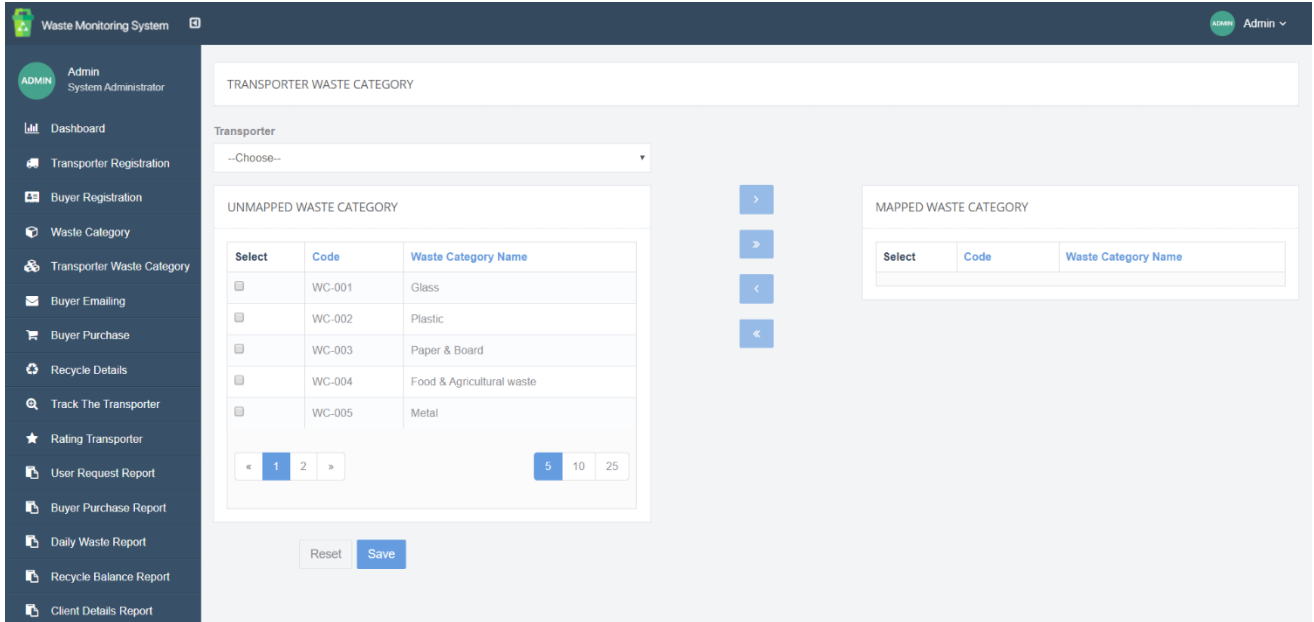 Waste Monitoring System
ADMIN Admin
ADMIN
Admin
System Administrator
Dashboard
Transporter Registration
Buyer Registration
Waste Category
Transporter Waste Category
Buyer Emailing
Buyer Purchase
Recycle Details
Track The Transporter
Rating Transporter
User Request Report
Buyer Purchase Report
Daily Waste Report
Recycle Balance Report
Client Details Report
TRANSPORTER WASTE CATEGORY
Transporter
--Choose--
UNMAPPED WASTE CATEGORY
Select Code Waste Category Name
WC-001 Glass
WC-002 Plastic
WC-003 Paper & Board
WC-004 Food & Agricultural waste
WC-005 Metal
« 1 2 » 5 10 25
Reset Save
›
»
‹
«
MAPPED WASTE CATEGORY
Select Code Waste Category Name